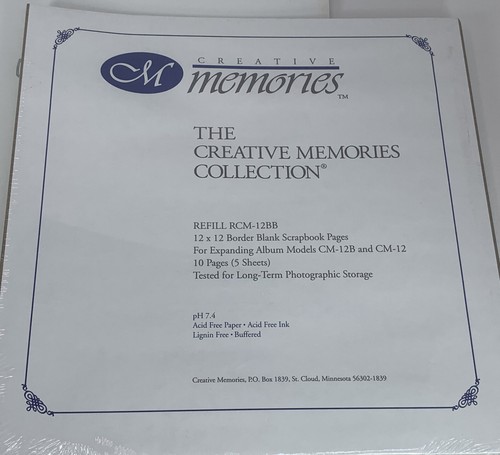 CM
CREATIVE
memories™
THE
CREATIVE MEMORIES
COLLECTION®
REFILL RCM-12BB
12 x 12 Border Blank Scrapbook Pages
For Expanding Album Models CM-12B and CM-12
10 Pages (5 Sheets)
Tested for Long-Term Photographic Storage
pH 7.4
Acid Free Paper • Acid Free Ink
Lignin Free • Buffered
Creative Memories, P.O. Box 1839, St. Cloud, Minnesota 56302-1839